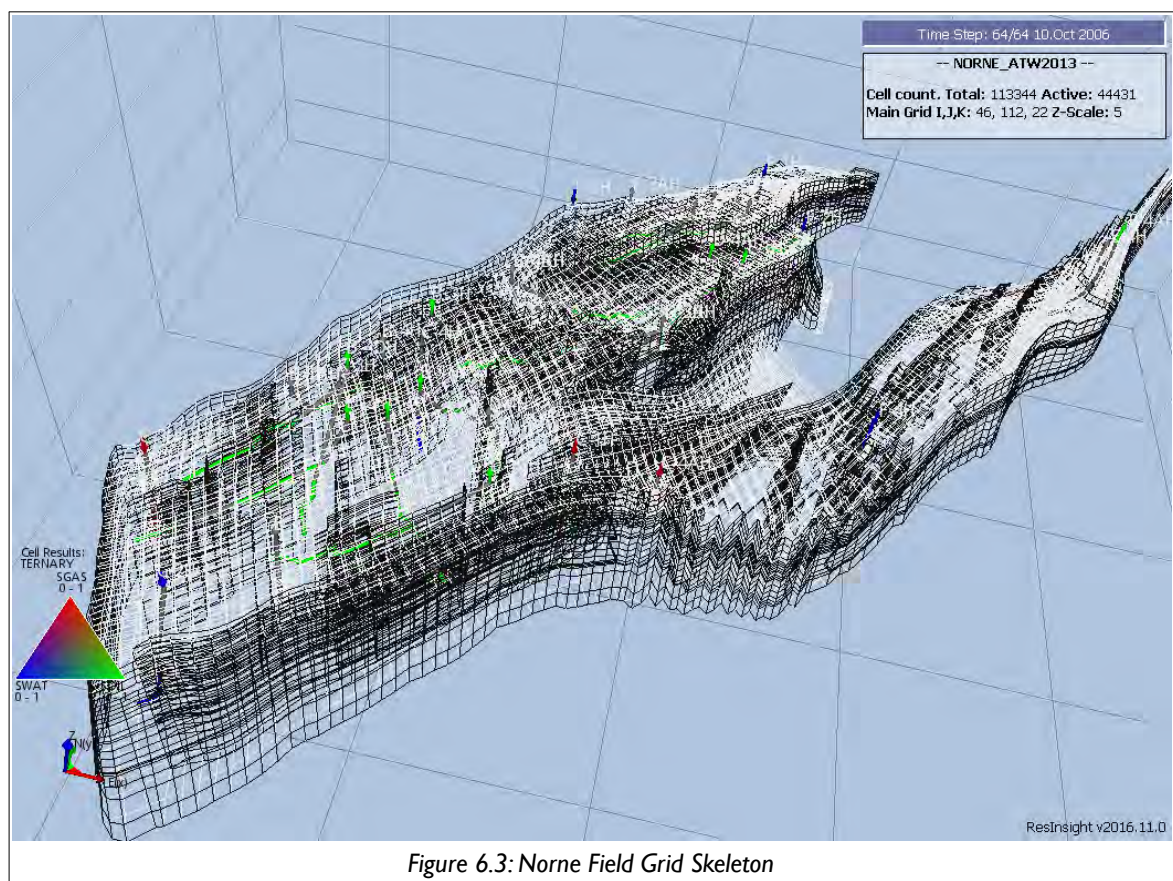 Time Step: 64/64 10.Oct 2006
-- NORNE_ATW2013 --
Cell count. Total: 113344 Active: 44431
Main Grid I,J,K: 46, 112, 22 Z-Scale: 5
Cell Results:
TERNARY
SGAS
0 - 1
SWAT
0 - 1
Z
N(y)
E(x)
ResInsight v2016.11.0
Figure 6.3: Norne Field Grid Skeleton